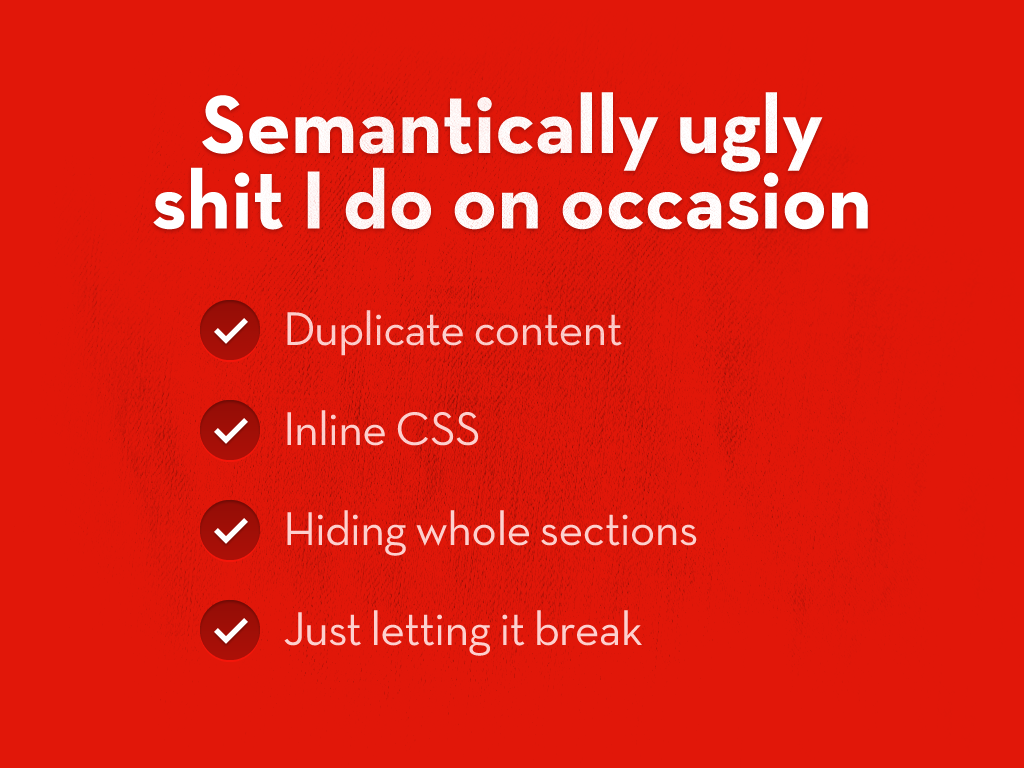 Semantically ugly
shit I do on occasion
Duplicate content
Inline CSS
Hiding whole sections
Just letting it break